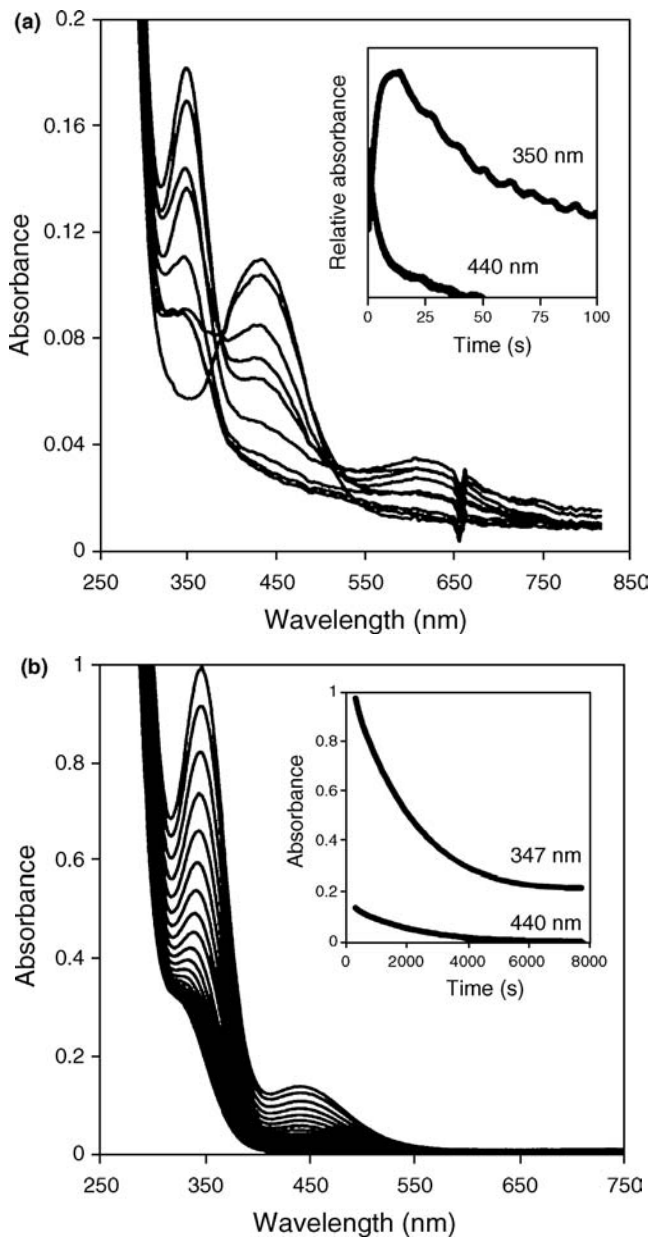 (a)
0.2
0.16
0.12
0.08
0.04
0
Absorbance
250 350 450 550 650 750 850
Wavelength (nm)
Relative absorbance
350 nm
440 nm
0 25 50 75 100
Time (s)
(b)
1
0.8
0.6
0.4
0.2
0
Absorbance
250 350 450 550 650 750
Wavelength (nm)
1
0.8
0.6
0.4
0.2
0
Absorbance
347 nm
440 nm
0 2000 4000 6000 8000
Time (s)